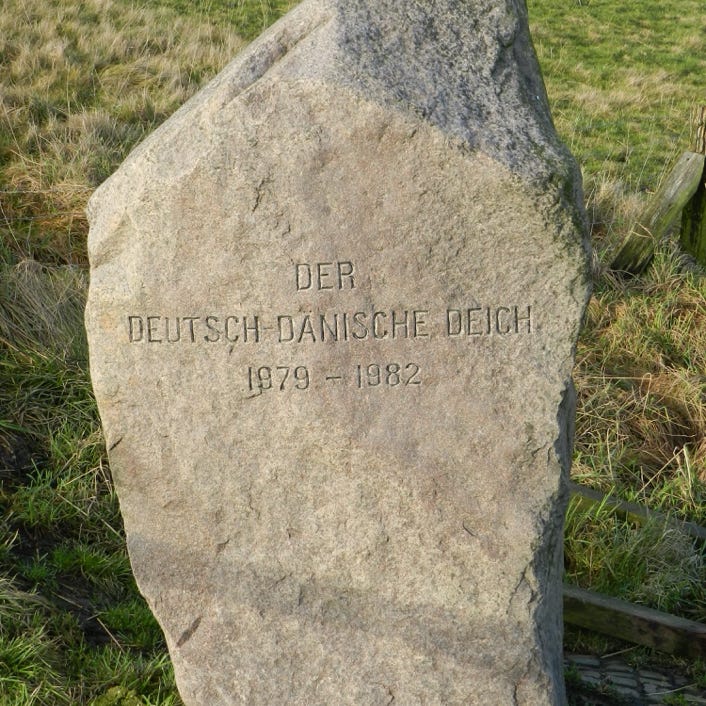 DER
DEUTSCH-DÄNISCHE DEICH
1979 - 1982